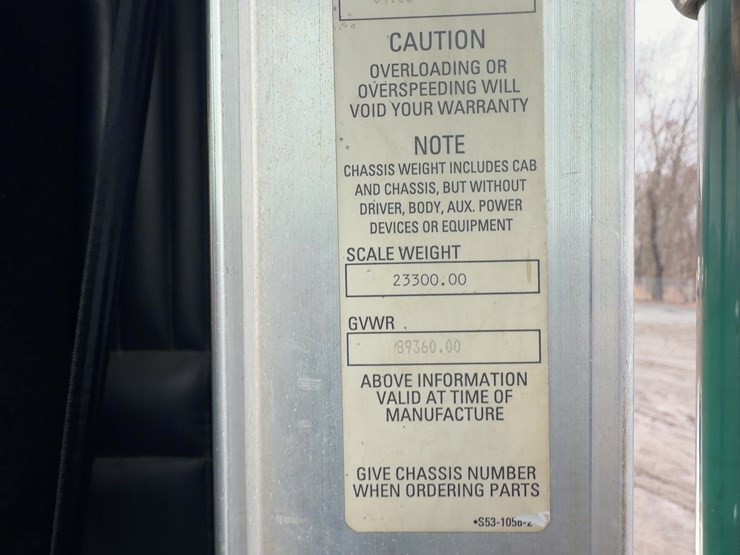 CAUTION
OVERLOADING OR
OVERSPEEDING WILL
VOID YOUR WARRANTY
NOTE
CHASSIS WEIGHT INCLUDES CAB
AND CHASSIS, BUT WITHOUT
DRIVER, BODY, AUX. POWER
DEVICES OR EQUIPMENT
SCALE WEIGHT
23300.00
GVWR
89360.00
ABOVE INFORMATION
VALID AT TIME OF
MANUFACTURE
GIVE CHASSIS NUMBER
WHEN ORDERING PARTS